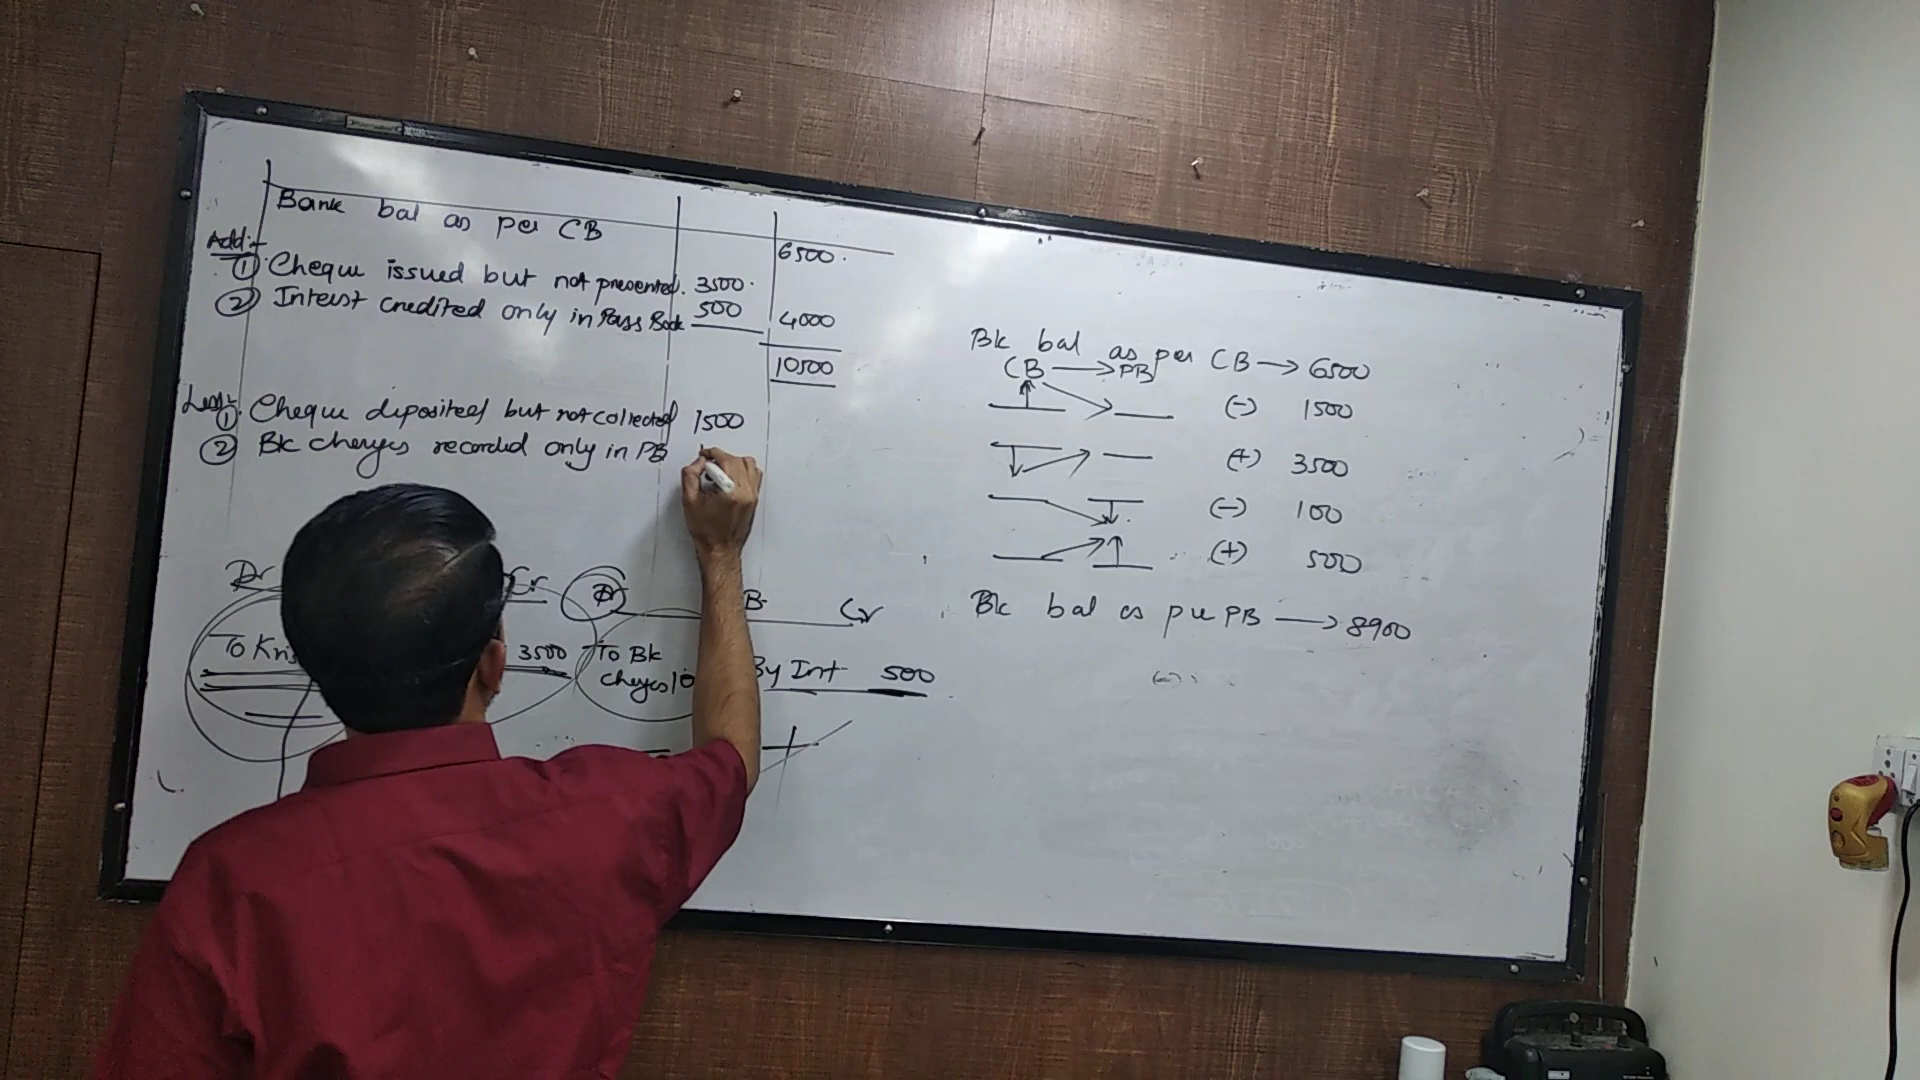 Bank bal as per CB 6500.
Add:-
① Cheque issued but not presented. 3500.
② Interest credited only in Pass Book 500 4000
10500
Less:-
①. Cheque deposited but not collected 1500
② Bk charges recorded only in PB
Dr Cr
To 3500
Dr B Cr
To Bk charges By Int 500
Bk bal as per CB → 6500
CB → PB
(-) 1500
(+) 3500
(-) 100
(+) 500
Bk bal as per PB → 8900